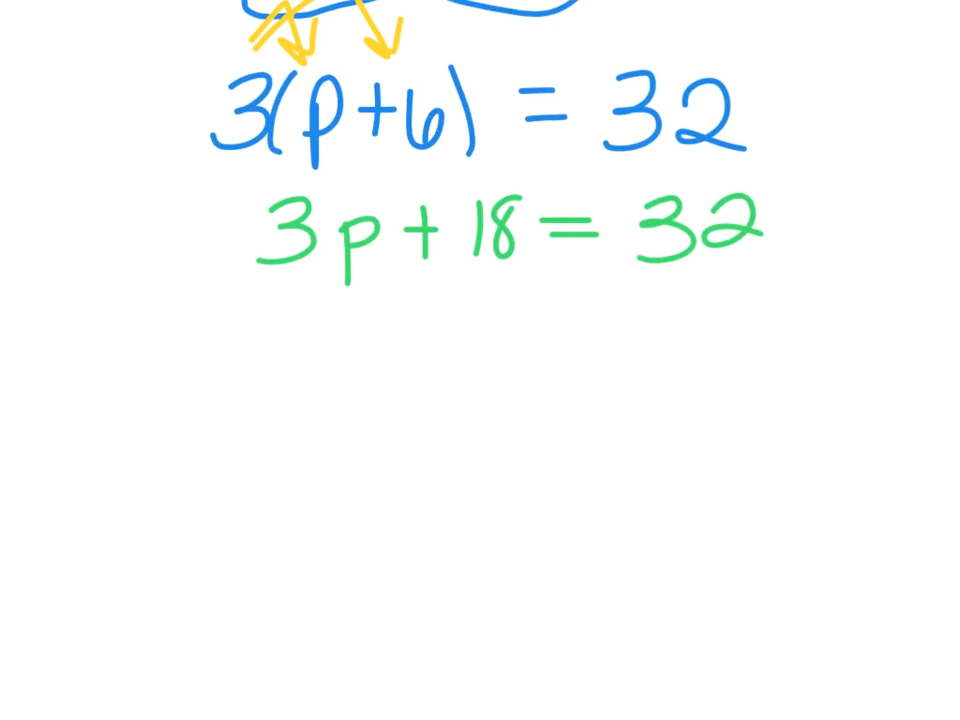 3(p+6) = 32
3p + 18 = 32